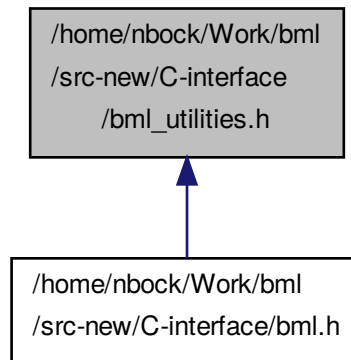 /home/nbock/Work/bml
/src-new/C-interface
/bml_utilities.h
/home/nbock/Work/bml
/src-new/C-interface/bml.h